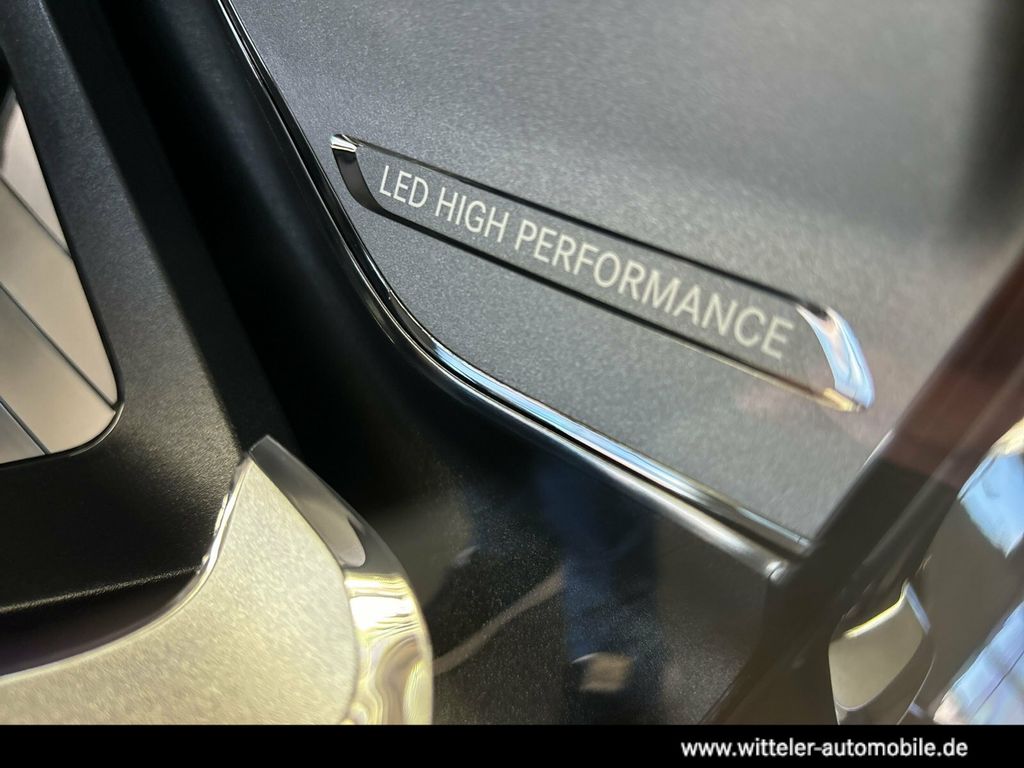 LED HIGH PERFORMANCE
www.witteler-automobile.de